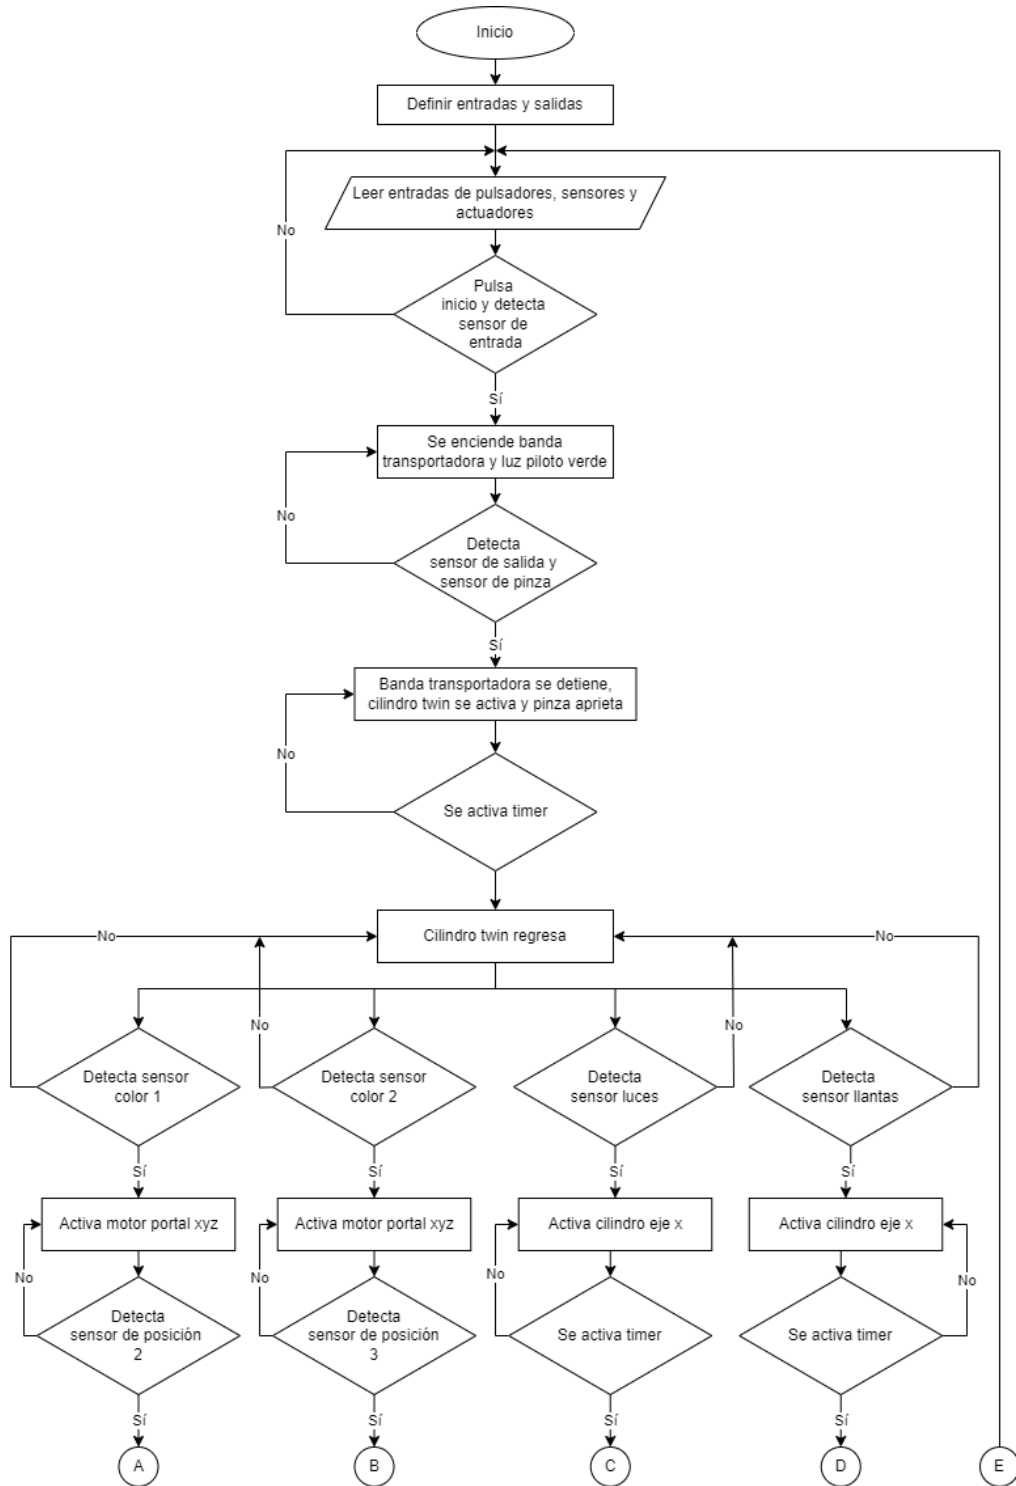 Inicio
Definir entradas y salidas
Leer entradas de pulsadores, sensores y
actuadores
No
Pulsa
inicio y detecta
sensor de
entrada
Sí
Se enciende banda
transportadora y luz piloto verde
No
Detecta
sensor de salida y
sensor de pinza
Sí
Banda transportadora se detiene,
cilindro twin se activa y pinza aprieta
No
Se activa timer
Cilindro twin regresa
No
No
No
No
Detecta sensor
color 1
Detecta sensor
color 2
Detecta
sensor luces
Detecta
sensor llantas
Sí
Sí
Sí
Sí
Activa motor portal xyz
Activa motor portal xyz
Activa cilindro eje x
Activa cilindro eje x
No
No
No
No
Detecta
sensor de posición
2
Detecta
sensor de posición
3
Se activa timer
Se activa timer
Sí
Sí
Sí
Sí
A
B
C
D
E